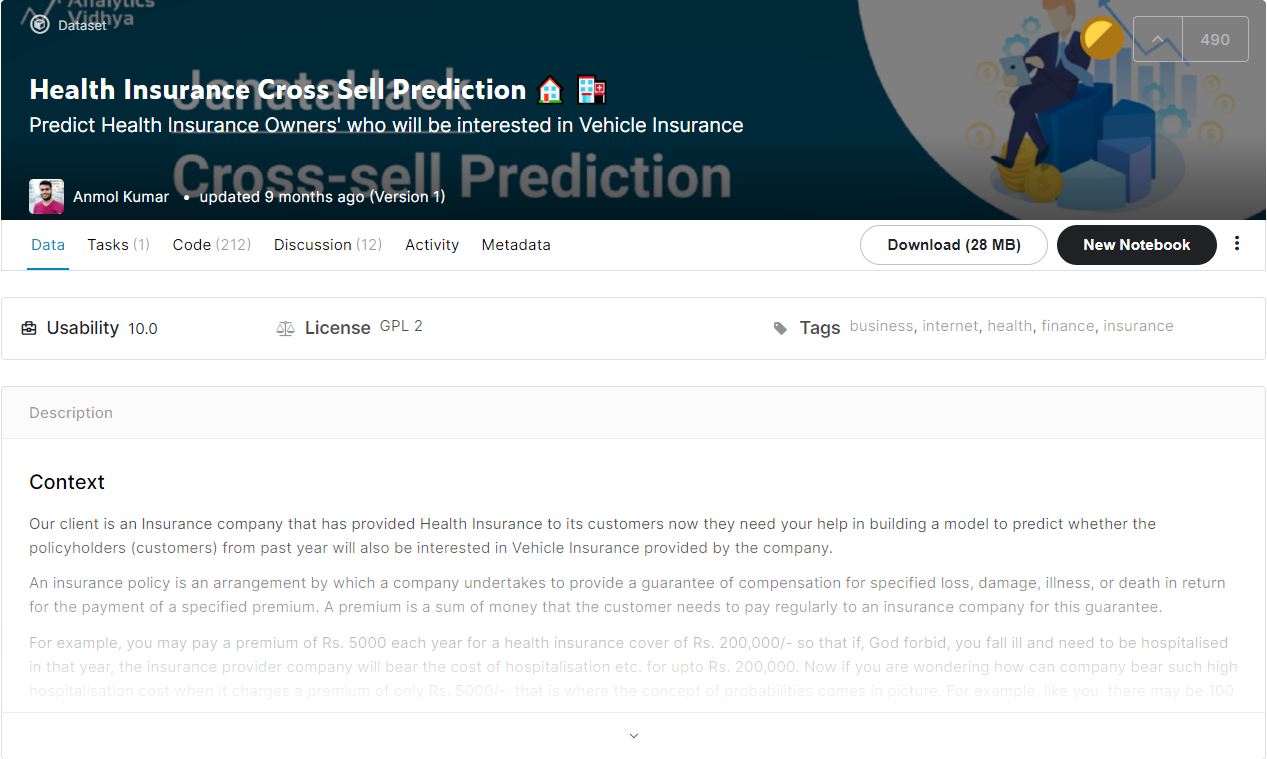 Analytics
Vidhya
Dataset
490
JanataHack
Health Insurance Cross Sell Prediction
Predict Health Insurance Owners' who will be interested in Vehicle Insurance
Cross-sell Prediction
Anmol Kumar • updated 9 months ago (Version 1)
Data Tasks (1) Code (212) Discussion (12) Activity Metadata Download (28 MB) New Notebook
Usability 10.0 License GPL 2 Tags business, internet, health, finance, insurance
Description
Context
Our client is an Insurance company that has provided Health Insurance to its customers now they need your help in building a model to predict whether the
policyholders (customers) from past year will also be interested in Vehicle Insurance provided by the company.
An insurance policy is an arrangement by which a company undertakes to provide a guarantee of compensation for specified loss, damage, illness, or death in return
for the payment of a specified premium. A premium is a sum of money that the customer needs to pay regularly to an insurance company for this guarantee.
For example, you may pay a premium of Rs. 5000 each year for a health insurance cover of Rs. 200,000/- so that if, God forbid, you fall ill and need to be hospitalised
in that year, the insurance provider company will bear the cost of hospitalisation etc. for upto Rs. 200,000. Now if you are wondering how can company bear such high
hospitalisation cost when it charges a premium of only Rs. 5000/-, that is where the concept of probabilities comes in picture. For example, like you, there may be 100